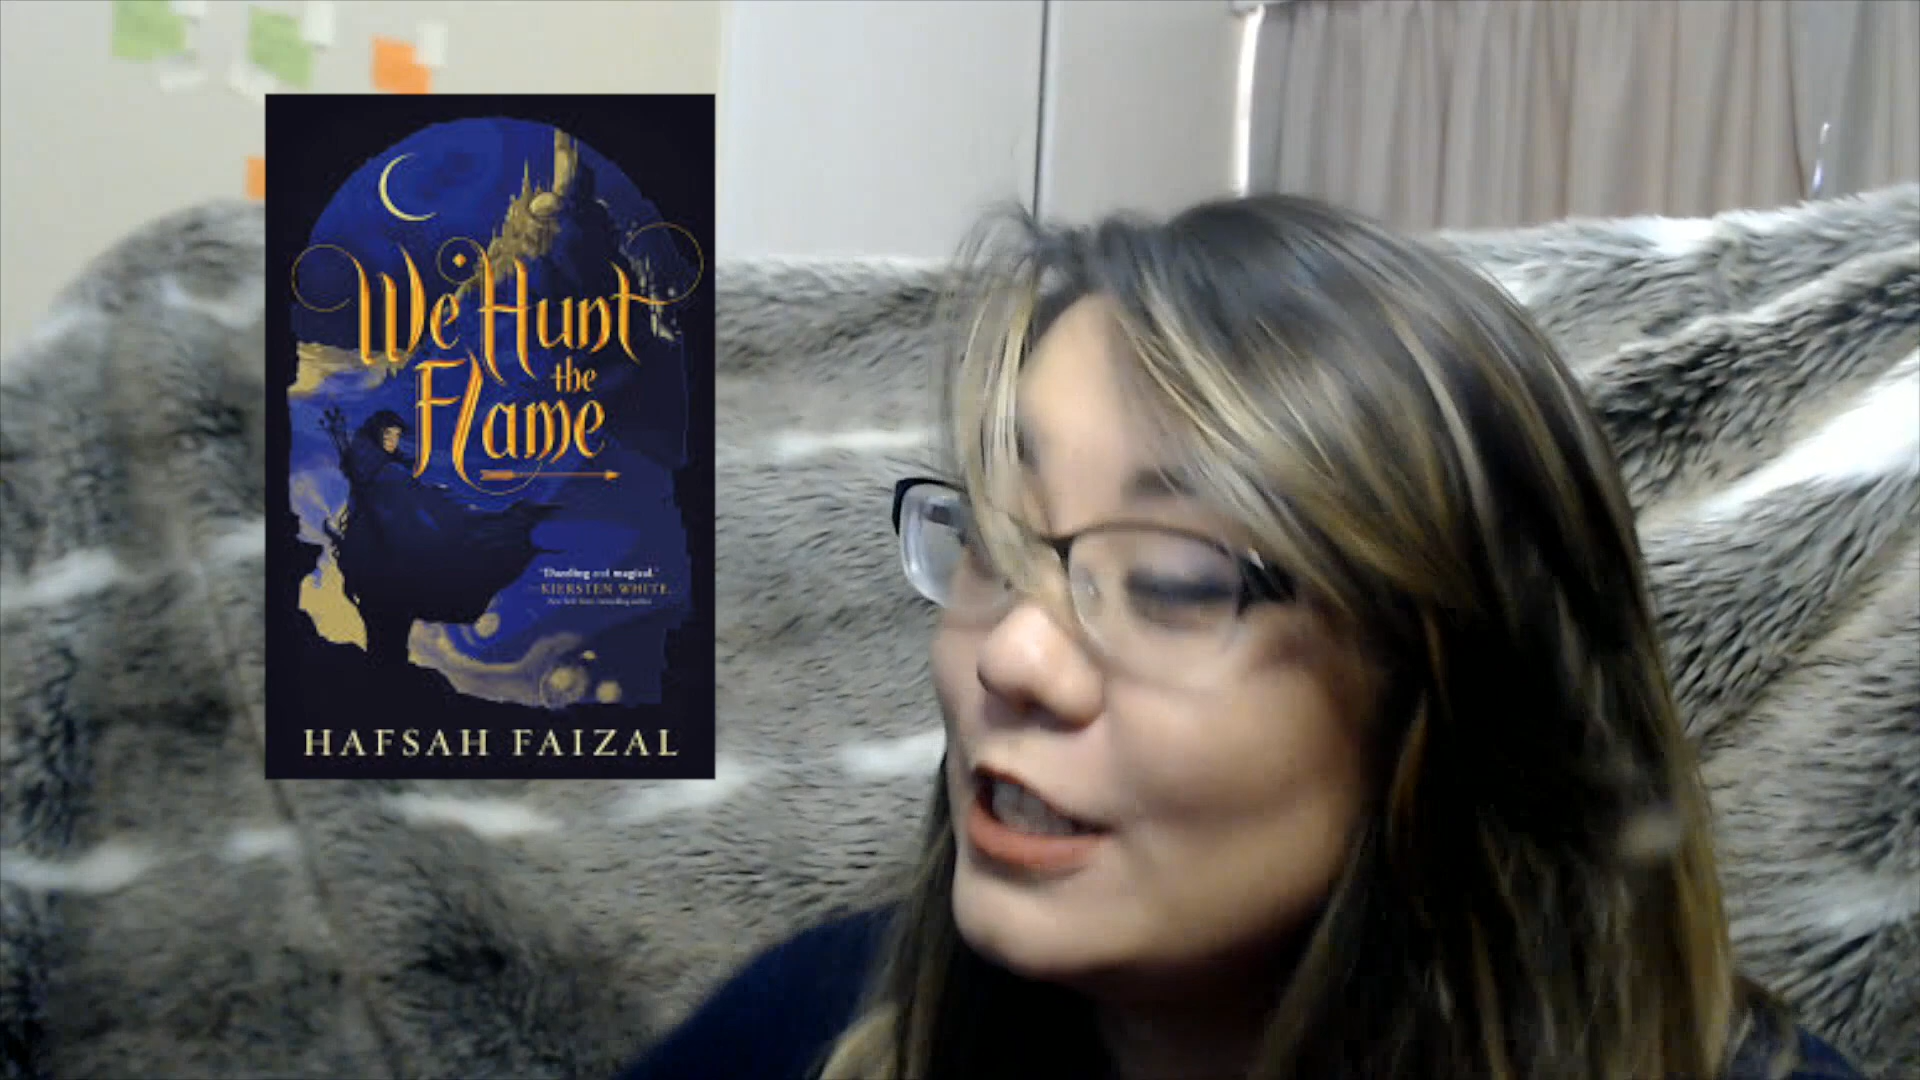 We Hunt
the
Flame
"Dazzling and magical."
KIERSTEN WHITE,
HAFSAH FAIZAL